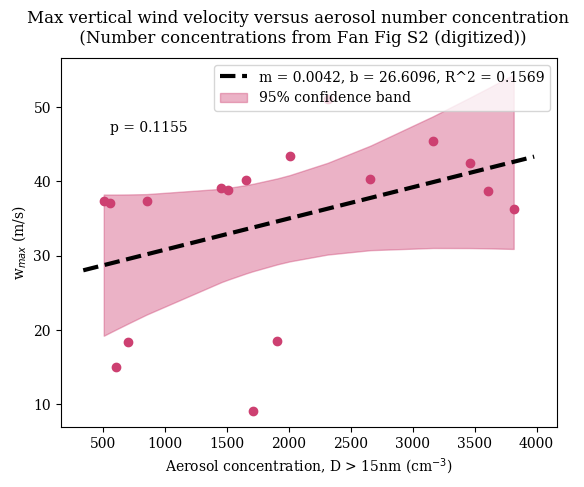 Max vertical wind velocity versus aerosol number concentration
(Number concentrations from Fan Fig S2 (digitized))
m = 0.0042, b = 26.6096, R^2 = 0.1569
95% confidence band
p = 0.1155
50
40
30
20
10
w_max (m/s)
500 1000 1500 2000 2500 3000 3500 4000
Aerosol concentration, D > 15nm (cm⁻³)